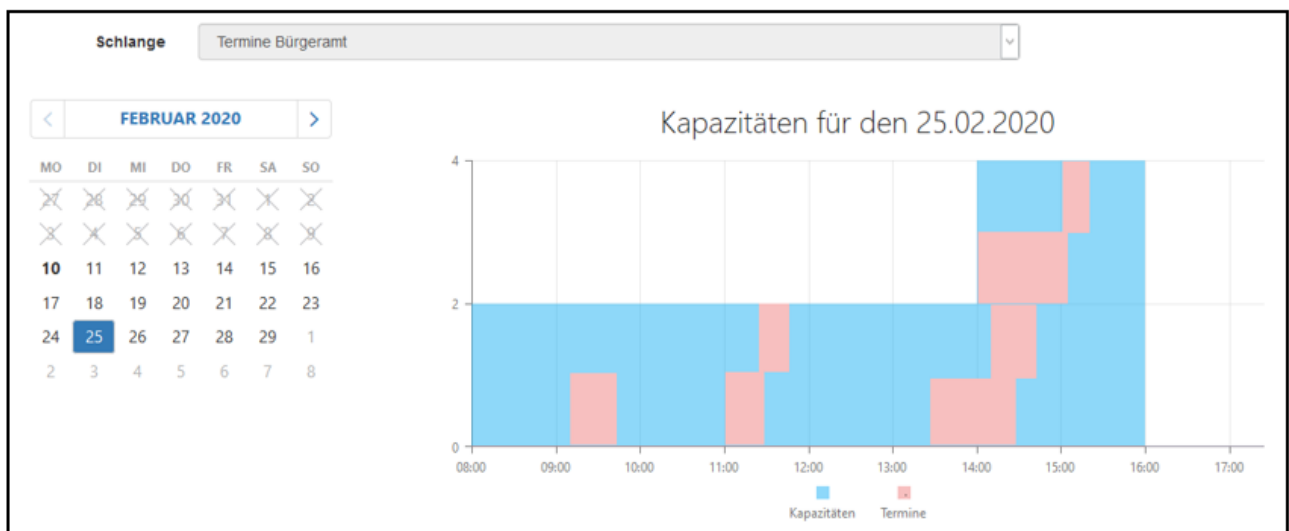 Schlange Termine Bürgeramt
FEBRUAR 2020
MO DI MI DO FR SA SO
27 28 29 30 31 1 2
3 4 5 6 7 8 9
10 11 12 13 14 15 16
17 18 19 20 21 22 23
24 25 26 27 28 29 1
2 3 4 5 6 7 8
Kapazitäten für den 25.02.2020
4
2
0
08:00 09:00 10:00 11:00 12:00 13:00 14:00 15:00 16:00 17:00
Kapazitäten Termine